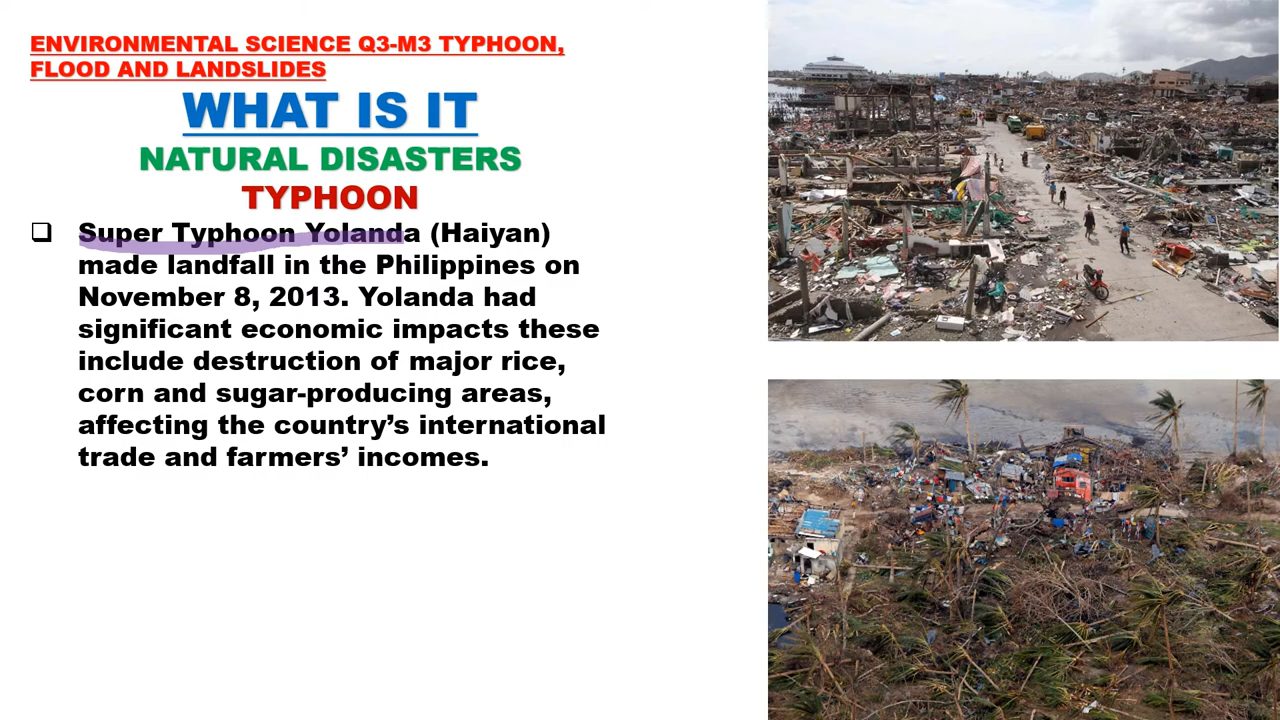 ENVIRONMENTAL SCIENCE Q3-M3 TYPHOON,
FLOOD AND LANDSLIDES
WHAT IS IT
NATURAL DISASTERS
TYPHOON
Super Typhoon Yolanda (Haiyan)
made landfall in the Philippines on
November 8, 2013. Yolanda had
significant economic impacts these
include destruction of major rice,
corn and sugar-producing areas,
affecting the country’s international
trade and farmers’ incomes.